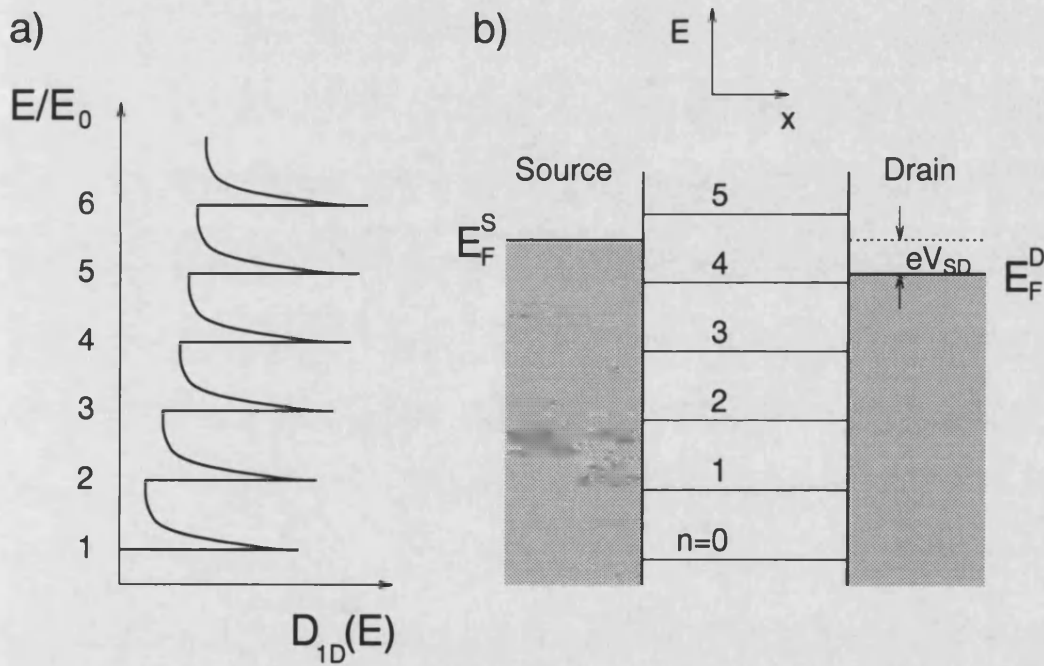 a)
E/E₀
6
5
4
3
2
1
D₁D(E)
b)
E
x
Source
Drain
E_F^S
5
4
3
2
1
n=0
eV_SD
E_F^D